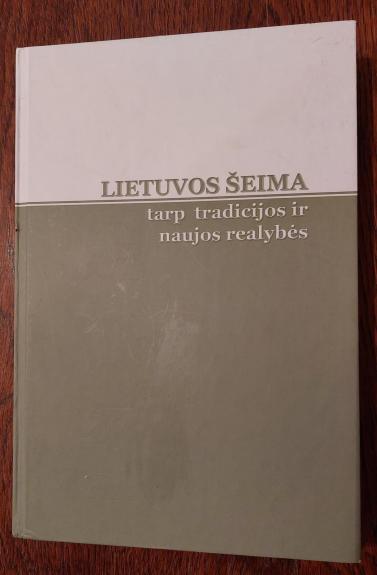 LIETUVOS ŠEIMA
tarp tradicijos ir
naujos realybės